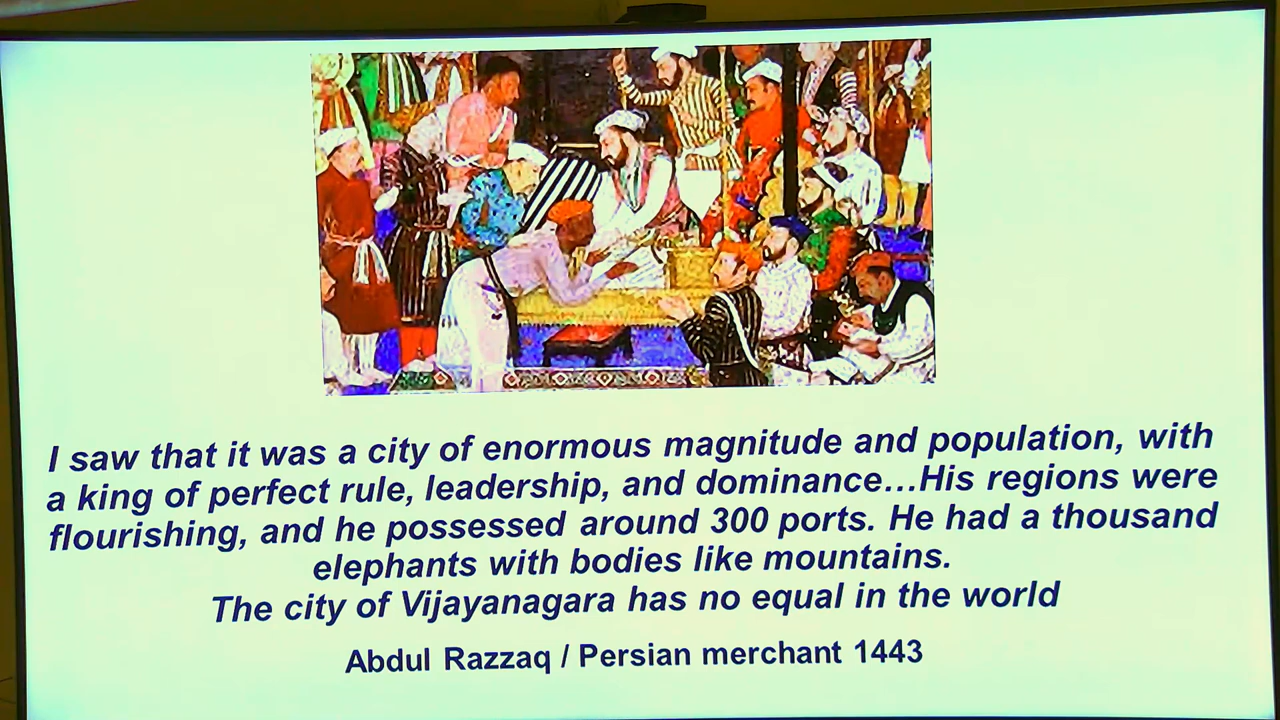 I saw that it was a city of enormous magnitude and population, with
a king of perfect rule, leadership, and dominance...His regions were
flourishing, and he possessed around 300 ports. He had a thousand
elephants with bodies like mountains.
The city of Vijayanagara has no equal in the world
Abdul Razzaq / Persian merchant 1443